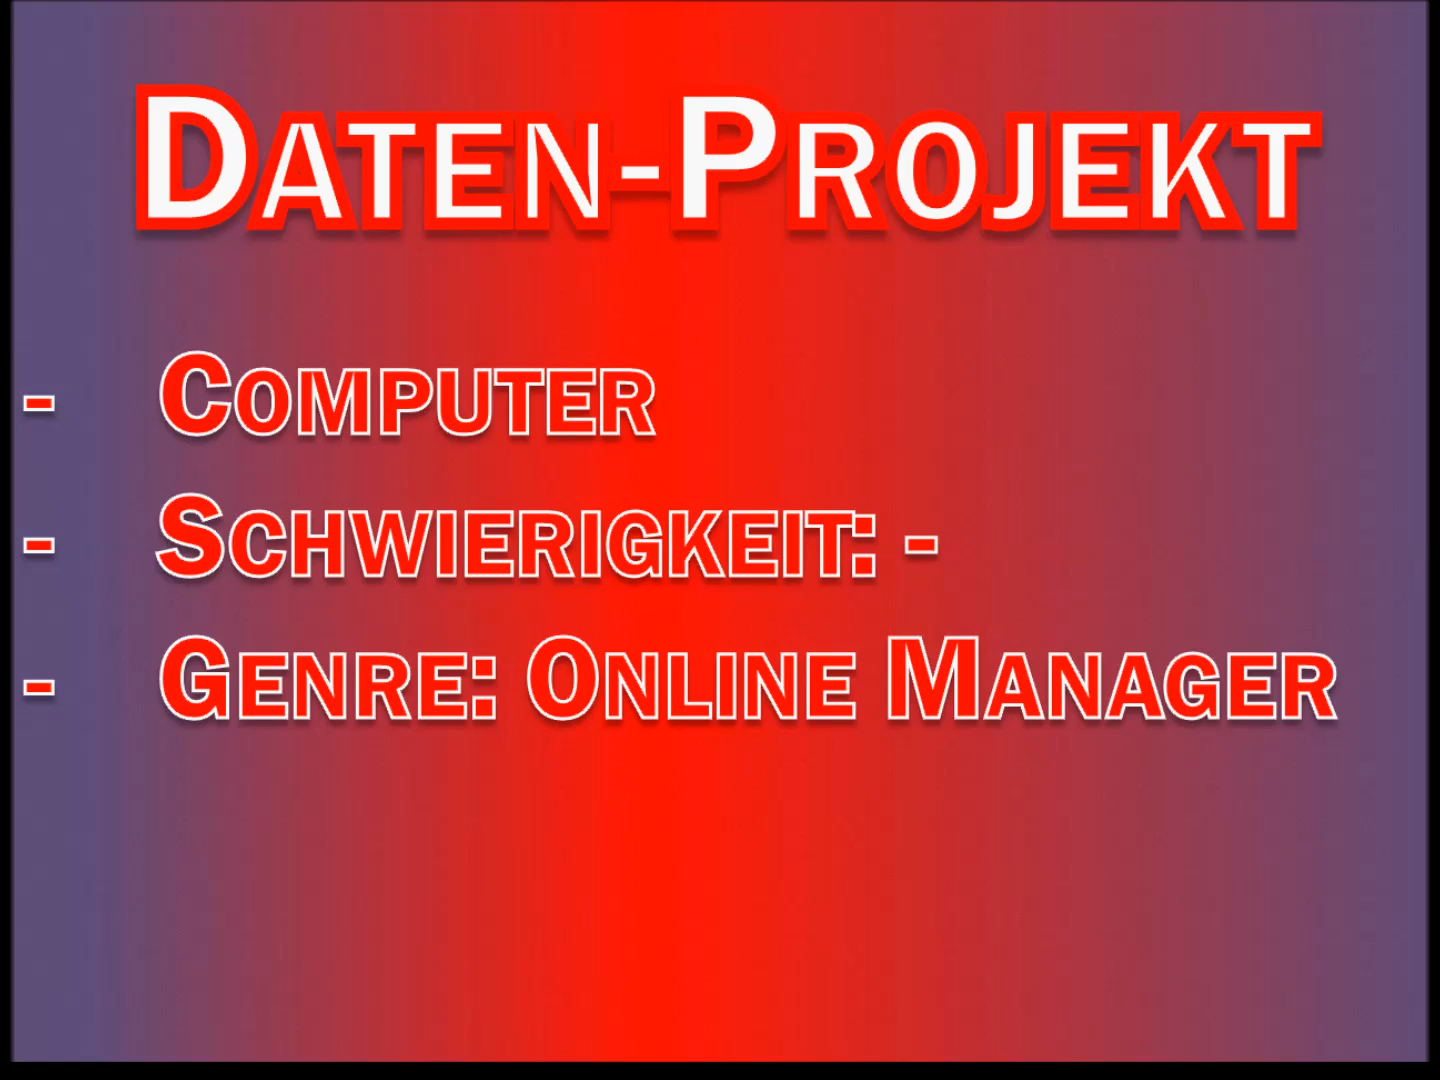 DATEN-PROJEKT
- COMPUTER
- SCHWIERIGKEIT: -
- GENRE: ONLINE MANAGER